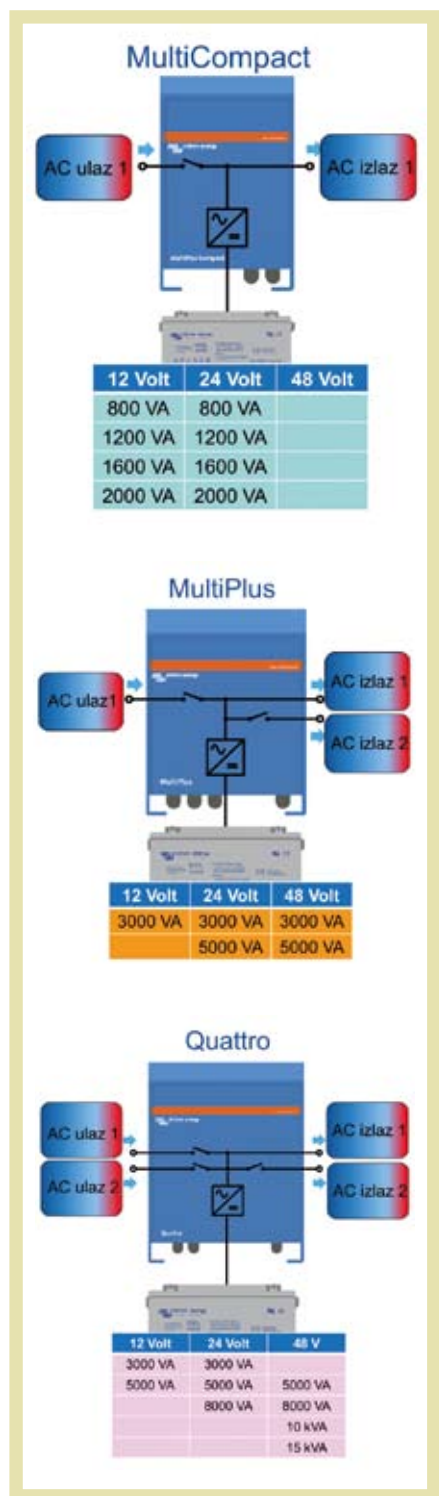 MultiCompact
AC ulaz 1
AC izlaz 1
MultiPlus Compact
12 Volt 24 Volt 48 Volt
800 VA 800 VA
1200 VA 1200 VA
1600 VA 1600 VA
2000 VA 2000 VA
MultiPlus
AC ulaz1
AC izlaz 1
AC izlaz 2
MultiPlus
12 Volt 24 Volt 48 Volt
3000 VA 3000 VA 3000 VA
5000 VA 5000 VA
Quattro
AC ulaz 1
AC izlaz 1
AC ulaz 2
AC izlaz 2
Quattro
12 Volt 24 Volt 48 V
3000 VA 3000 VA
5000 VA 5000 VA 5000 VA
8000 VA 8000 VA
10 kVA
15 kVA